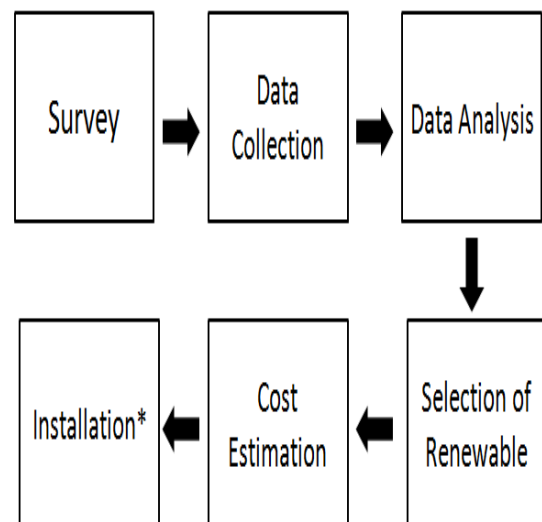 Survey
Data
Collection
Data Analysis
Selection of
Renewable
Cost
Estimation
Installation*